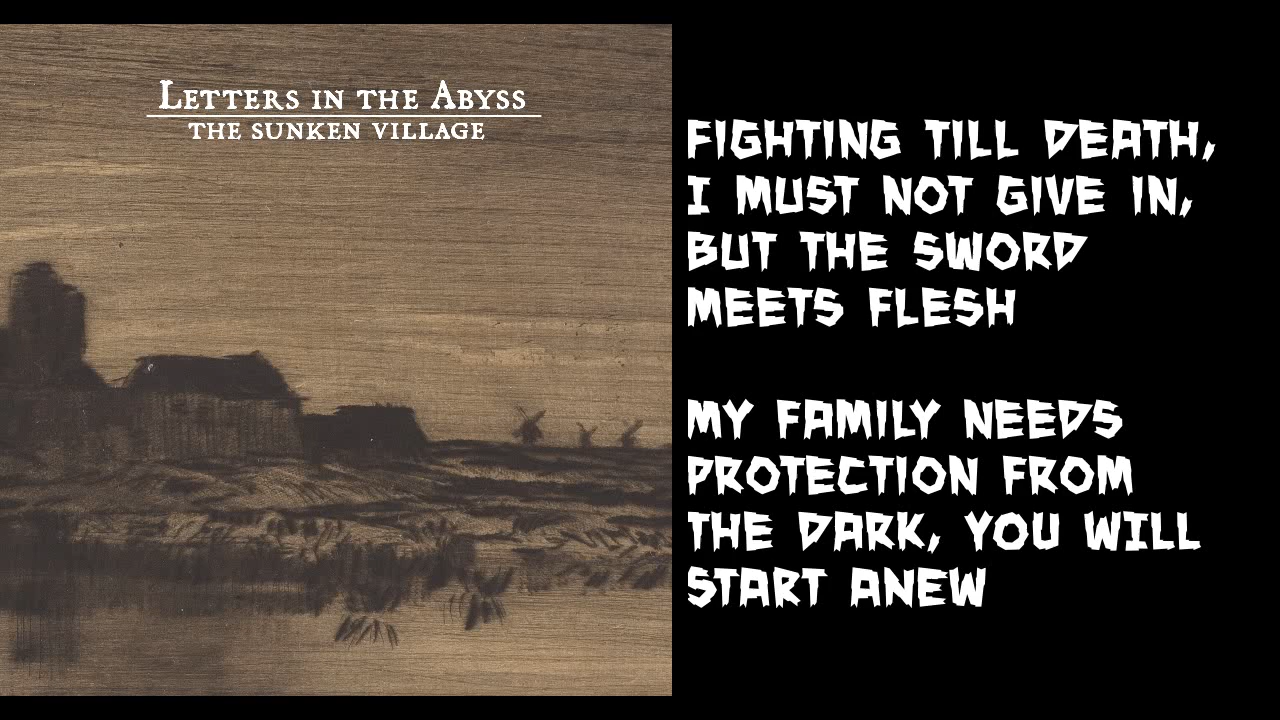 Letters in the Abyss
the sunken village
FIGHTING TILL DEATH,
I MUST NOT GIVE IN,
BUT THE SWORD
MEETS FLESH
MY FAMILY NEEDS
PROTECTION FROM
THE DARK, YOU WILL
START ANEW